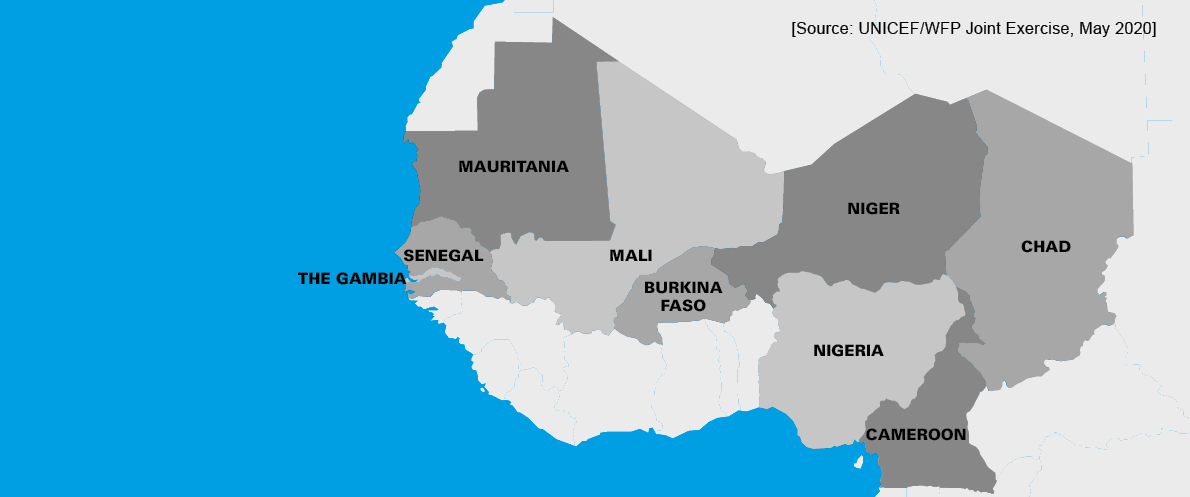 [Source: UNICEF/WFP Joint Exercise, May 2020]
MAURITANIA
NIGER
CHAD
SENEGAL
MALI
THE GAMBIA
BURKINA
FASO
NIGERIA
CAMEROON